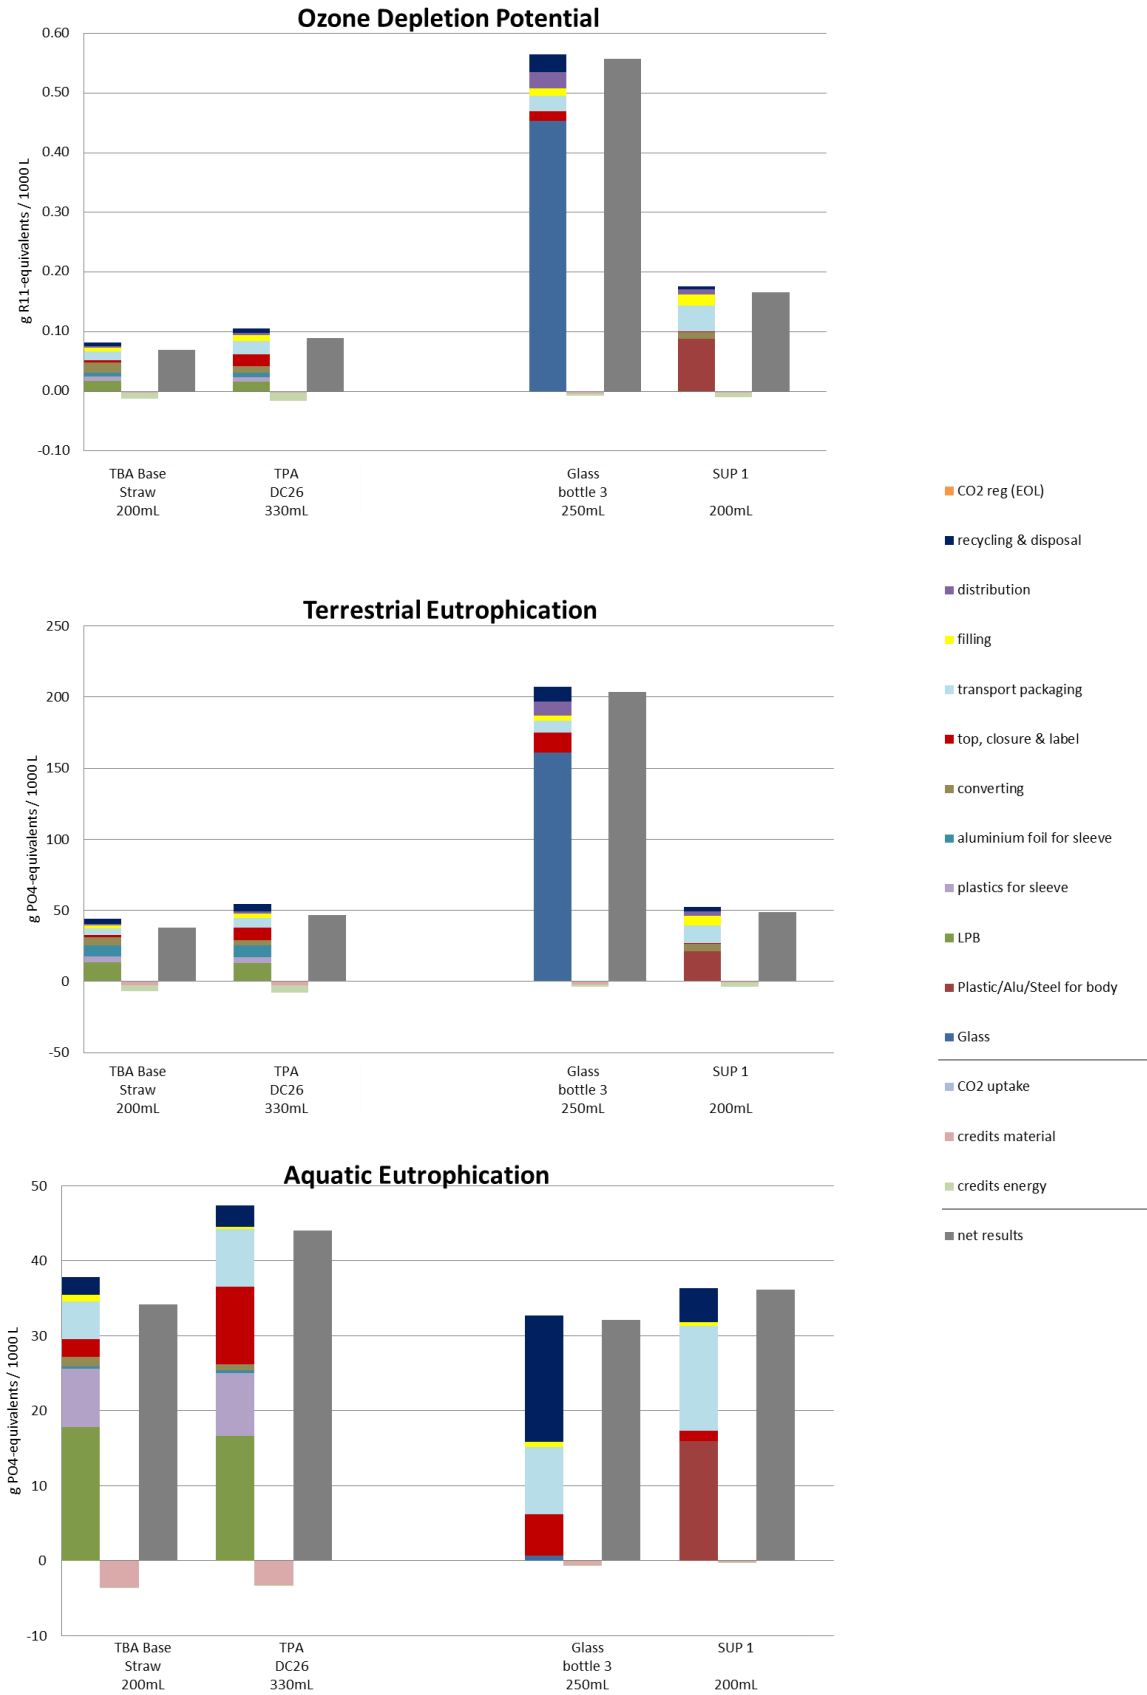 Ozone Depletion Potential
g R11-equivalents / 1000 L
0.60
0.50
0.40
0.30
0.20
0.10
0.00
-0.10
TBA Base
Straw
200mL
TPA
DC26
330mL
Glass
bottle 3
250mL
SUP 1
200mL
Terrestrial Eutrophication
g PO4-equivalents / 1000 L
250
200
150
100
50
0
-50
TBA Base
Straw
200mL
TPA
DC26
330mL
Glass
bottle 3
250mL
SUP 1
200mL
Aquatic Eutrophication
g PO4-equivalents / 1000 L
50
40
30
20
10
0
-10
TBA Base
Straw
200mL
TPA
DC26
330mL
Glass
bottle 3
250mL
SUP 1
200mL
CO2 reg (EOL)
recycling & disposal
distribution
filling
transport packaging
top, closure & label
converting
aluminium foil for sleeve
plastics for sleeve
LPB
Plastic/Alu/Steel for body
Glass
CO2 uptake
credits material
credits energy
net results